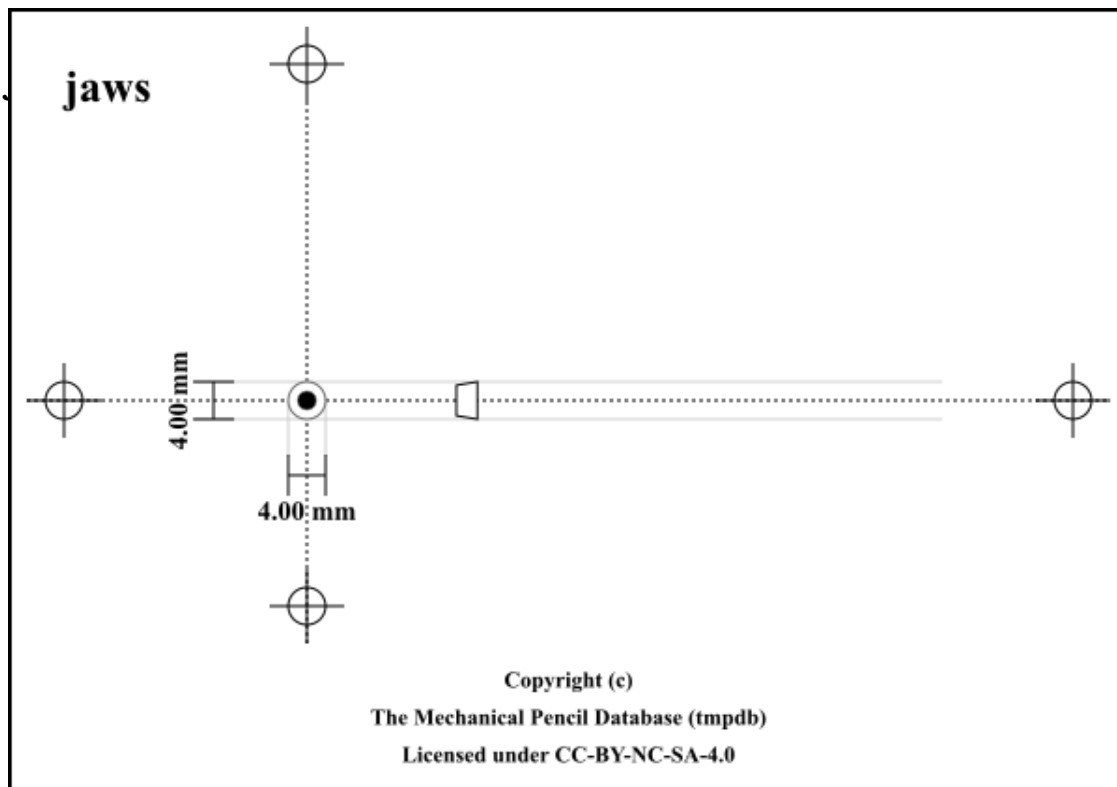 jaws
4.00 mm
4.00 mm
Copyright (c)
The Mechanical Pencil Database (tmpdb)
Licensed under CC-BY-NC-SA-4.0